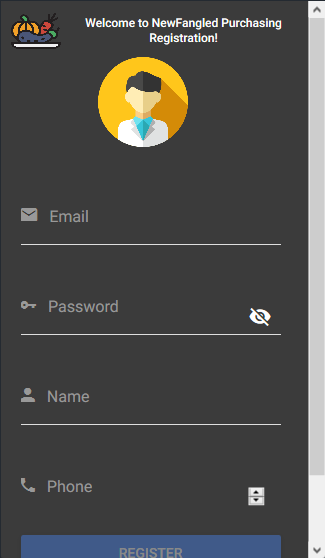 Welcome to NewFangled Purchasing
Registration!
Email
Password
Name
Phone
REGISTER